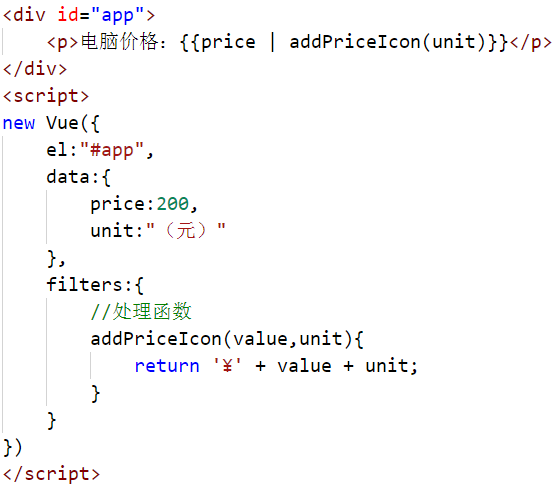 <div id="app">
    <p>电脑价格：{{price | addPriceIcon(unit)}}</p>
</div>
<script>
new Vue({
    el:"#app",
    data:{
        price:200,
        unit:"（元）"
    },
    filters:{
        //处理函数
        addPriceIcon(value,unit){
            return '¥' + value + unit;
        }
    }
})
</script>